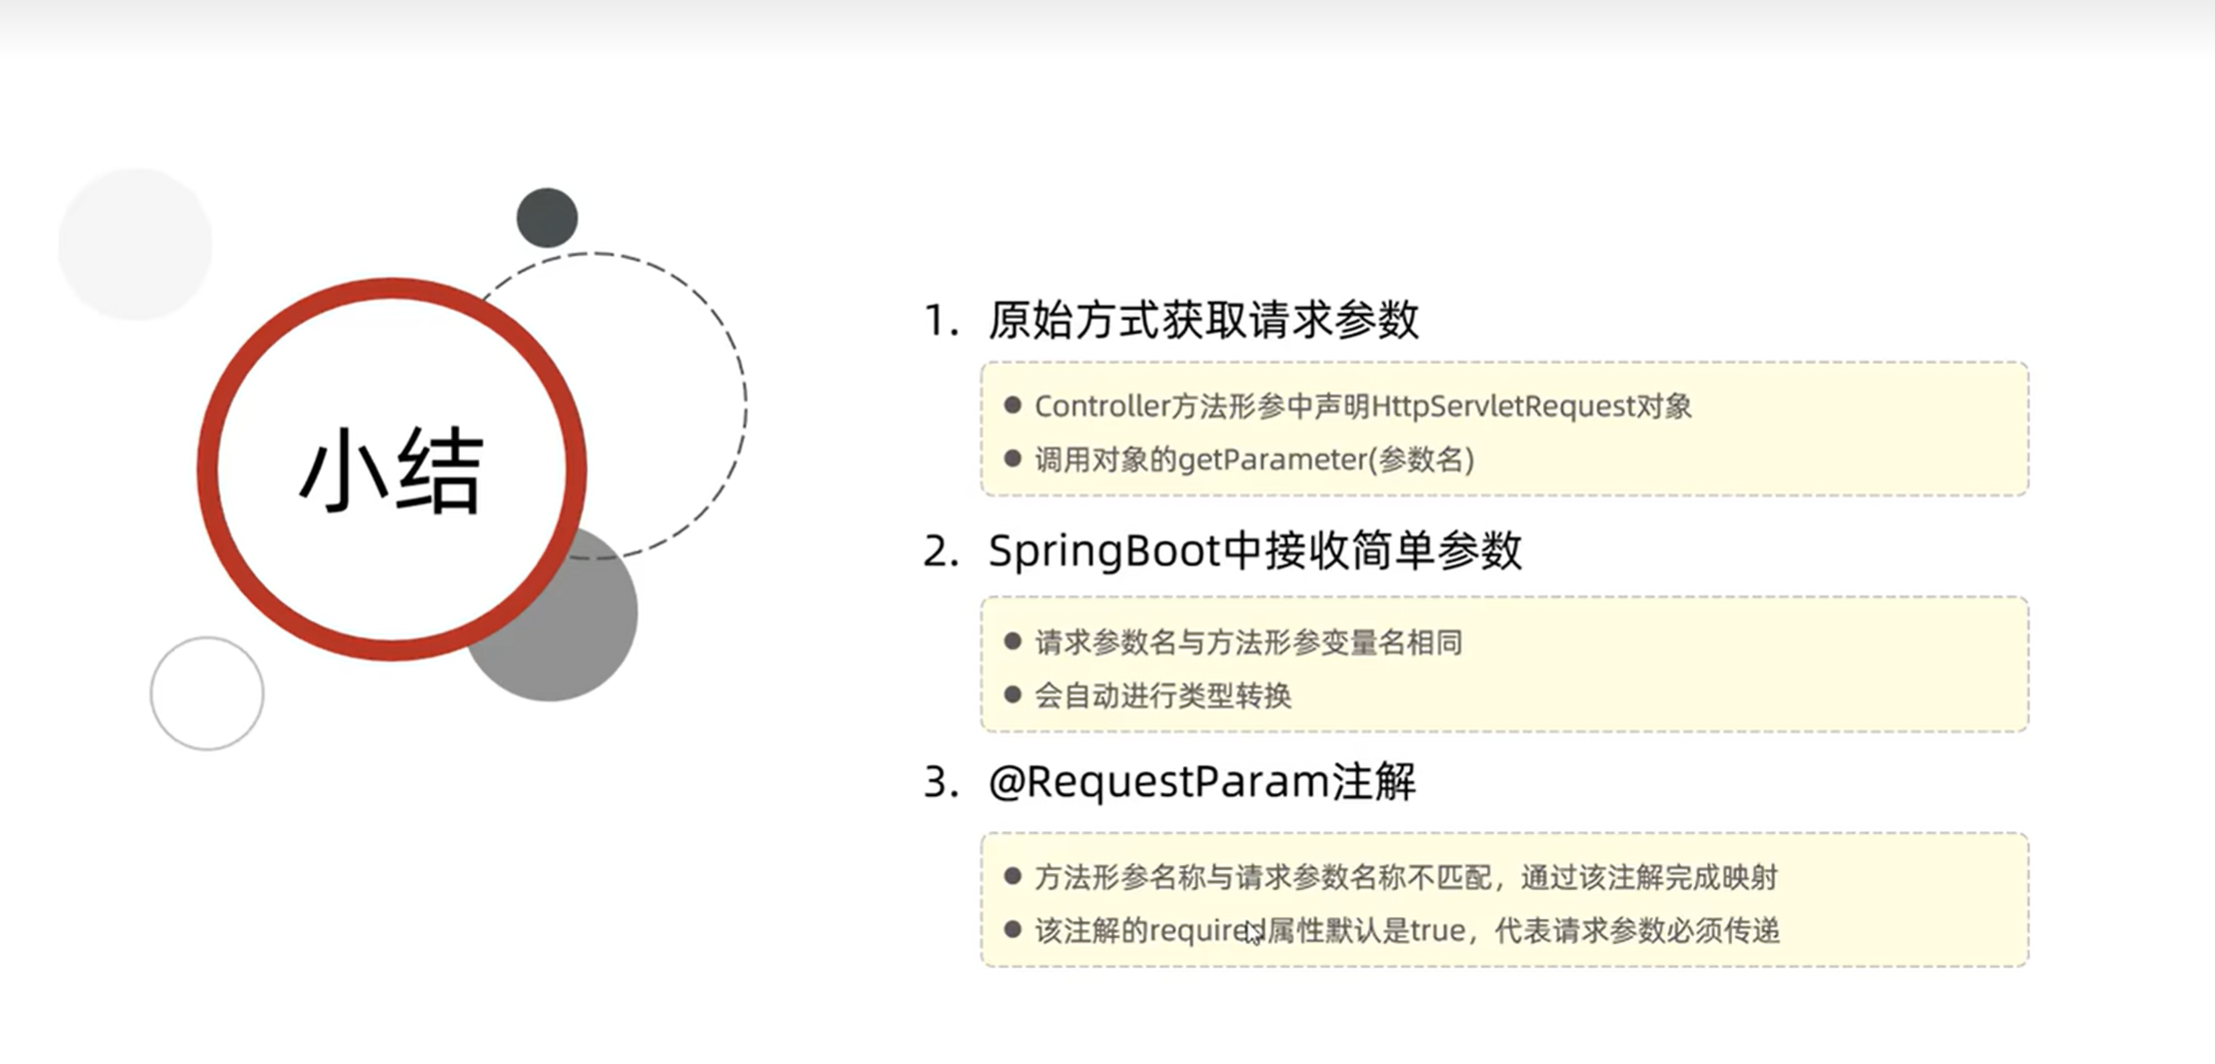 小结
1. 原始方式获取请求参数
● Controller方法形参中声明HttpServletRequest对象
● 调用对象的getParameter(参数名)
2. SpringBoot中接收简单参数
● 请求参数名与方法形参变量名相同
● 会自动进行类型转换
3. @RequestParam注解
● 方法形参名称与请求参数名称不匹配，通过该注解完成映射
● 该注解的required属性默认是true，代表请求参数必须传递